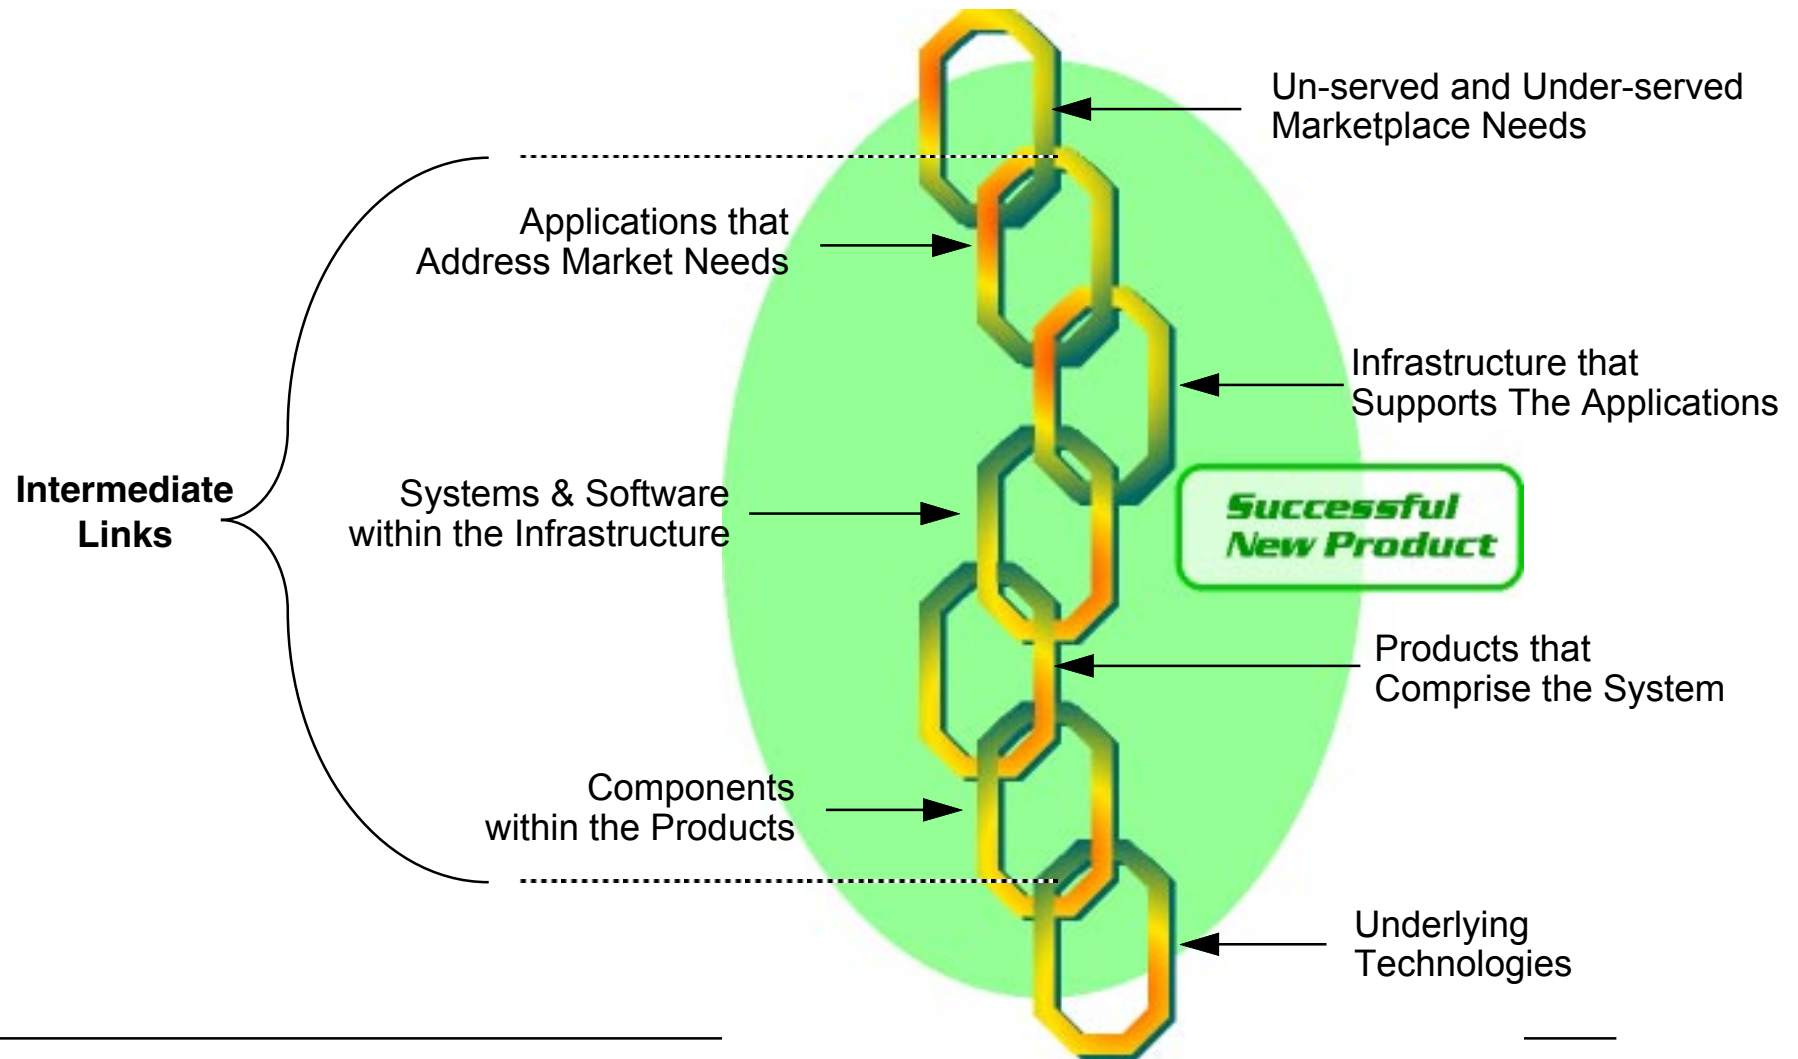 Un-served and Under-served
Marketplace Needs
Applications that
Address Market Needs
Infrastructure that
Supports The Applications
Intermediate
Links
Systems & Software
within the Infrastructure
Successful
New Product
Products that
Comprise the System
Components
within the Products
Underlying
Technologies